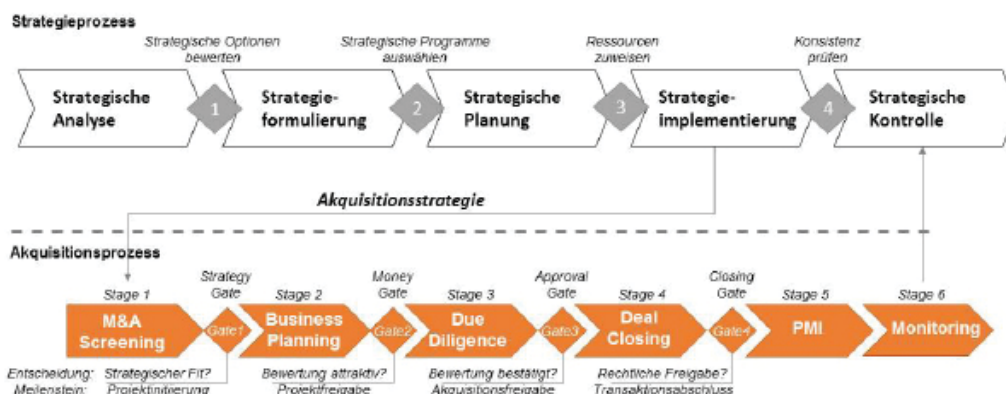 Strategieprozess
Strategische Optionen
bewerten
Strategische Programme
auswählen
Ressourcen
zuweisen
Konsistenz
prüfen
Strategische
Analyse
1
Strategie-
formulierung
2
Strategische
Planung
3
Strategie-
implementierung
4
Strategische
Kontrolle
Akquisitionsstrategie
Akquisitionsprozess
Strategy
Gate
Money
Gate
Approval
Gate
Closing
Gate
Stage 1
Stage 2
Stage 3
Stage 4
Stage 5
Stage 6
M&A
Screening
Gate1
Business
Planning
Gate2
Due
Diligence
Gate3
Deal
Closing
Gate4
PMI
Monitoring
Entscheidung: Strategischer Fit? Bewertung attraktiv? Bewertung bestätigt? Rechtliche Freigabe?
Meilenstein: Projektinitiierung Projektfreigabe Akquisitionsfreigabe Transaktionsabschluss